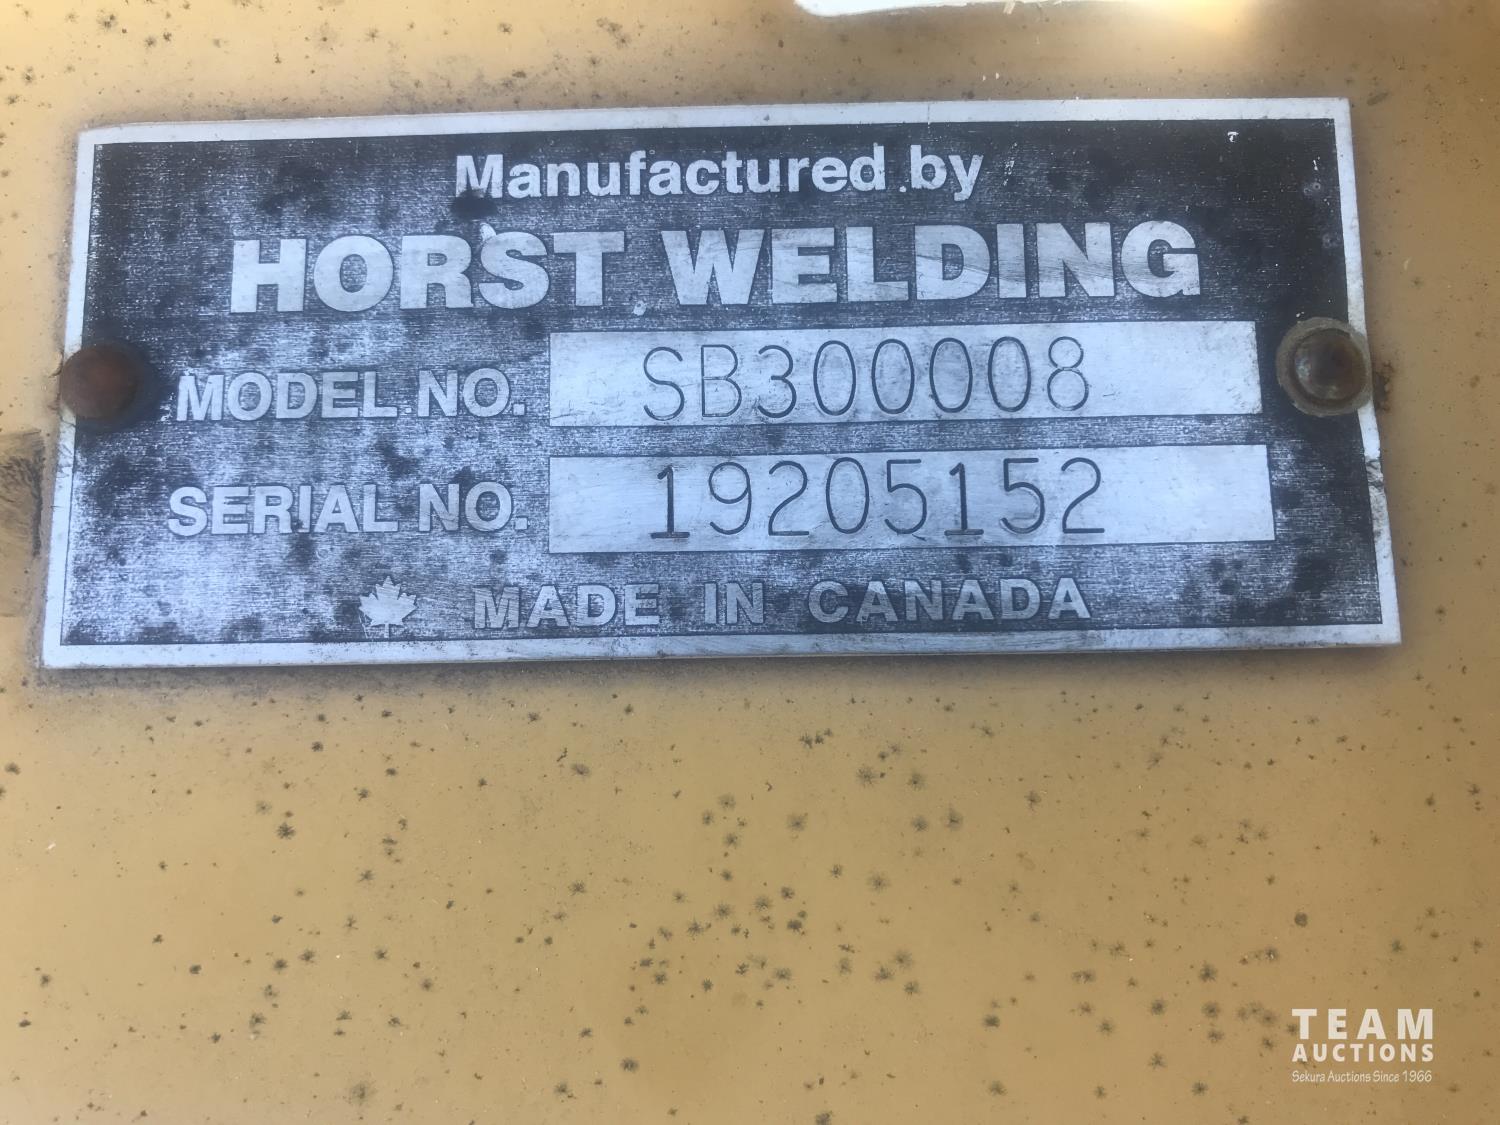 Manufactured by
HORST WELDING
MODEL NO. SB300008
SERIAL NO. 19205152
MADE IN CANADA
TEAM
AUCTIONS
Sekura Auctions Since 1966